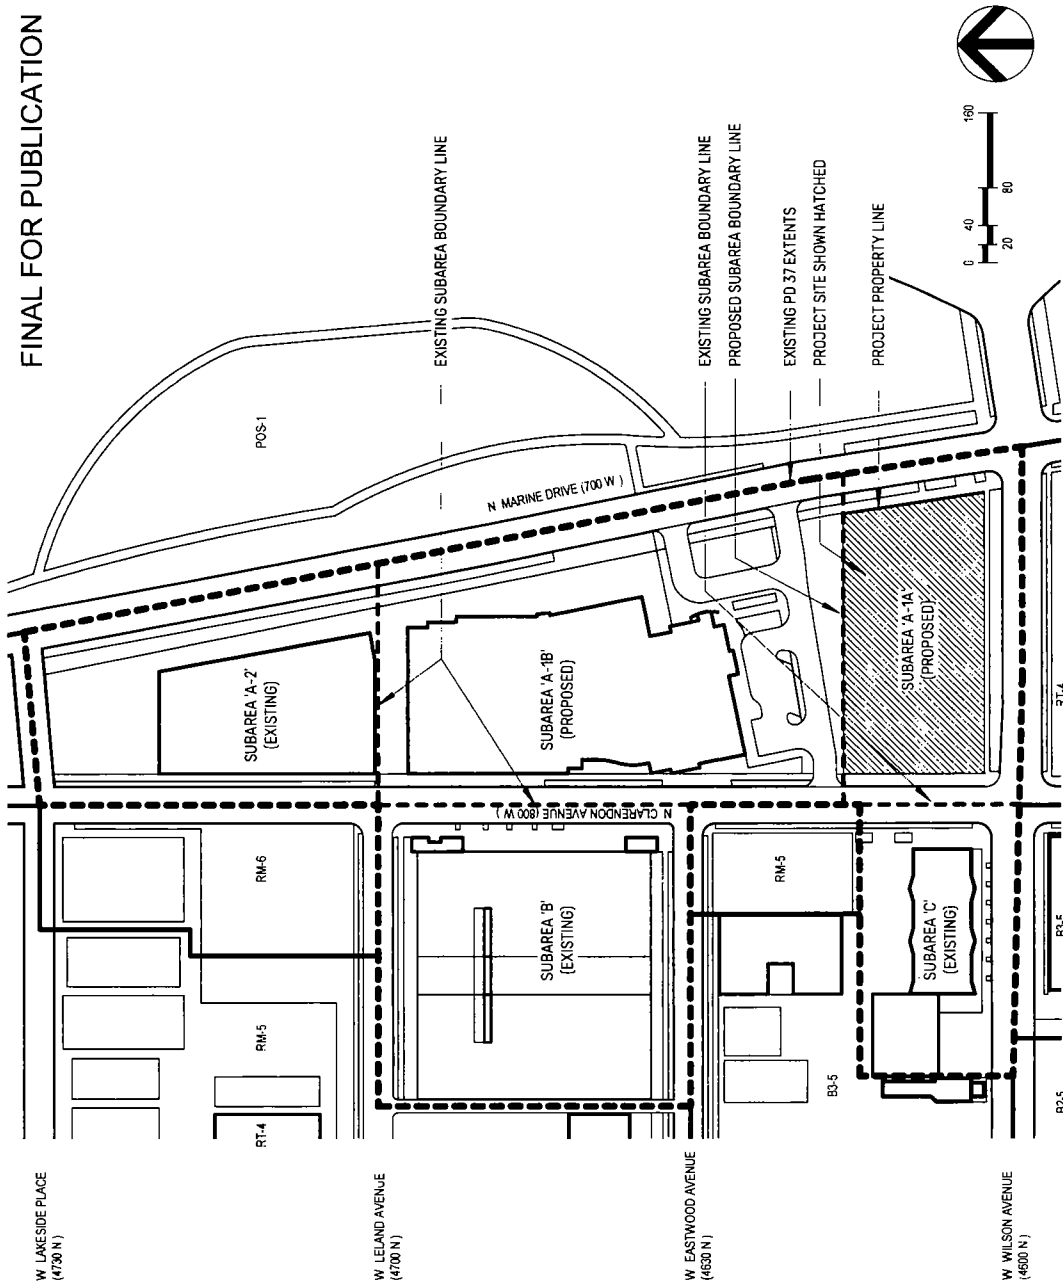 FINAL FOR PUBLICATION
160
80
40
20
0
EXISTING SUBAREA BOUNDARY LINE
EXISTING SUBAREA BOUNDARY LINE
PROPOSED SUBAREA BOUNDARY LINE
EXISTING PD 37 EXTENTS
PROJECT SITE SHOWN HATCHED
PROJECT PROPERTY LINE
POS-1
N MARINE DRIVE (700 W)
SUBAREA 'A-2'
(EXISTING)
SUBAREA 'A-1B'
(PROPOSED)
SUBAREA 'A-1A'
(PROPOSED)
RT-4
N CLARENDON AVENUE (800 W)
RM-6
SUBAREA 'B'
(EXISTING)
RM-5
SUBAREA 'C'
(EXISTING)
B3-5
RM-5
B3-5
RT-4
B2-5
W LAKESIDE PLACE
(4730 N)
W LELAND AVENUE
(4700 N)
W EASTWOOD AVENUE
(4630 N)
W WILSON AVENUE
(4600 N)